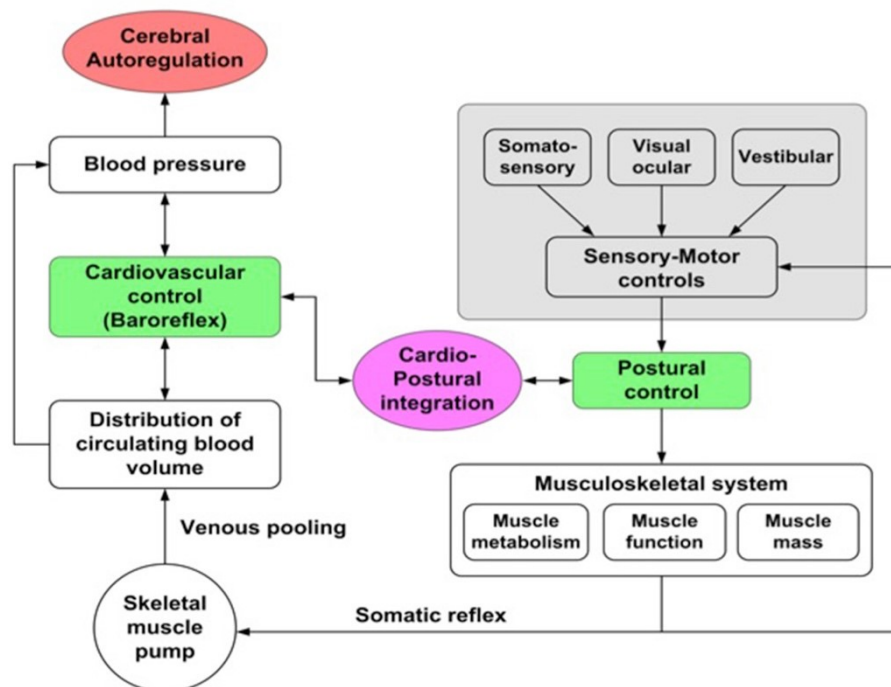 Cerebral
Autoregulation
Blood pressure
Cardiovascular
control
(Baroreflex)
Distribution of
circulating blood
volume
Venous pooling
Skeletal
muscle
pump
Somatic reflex
Cardio-
Postural
integration
Somato-
sensory
Visual
ocular
Vestibular
Sensory-Motor
controls
Postural
control
Musculoskeletal system
Muscle
metabolism
Muscle
function
Muscle
mass